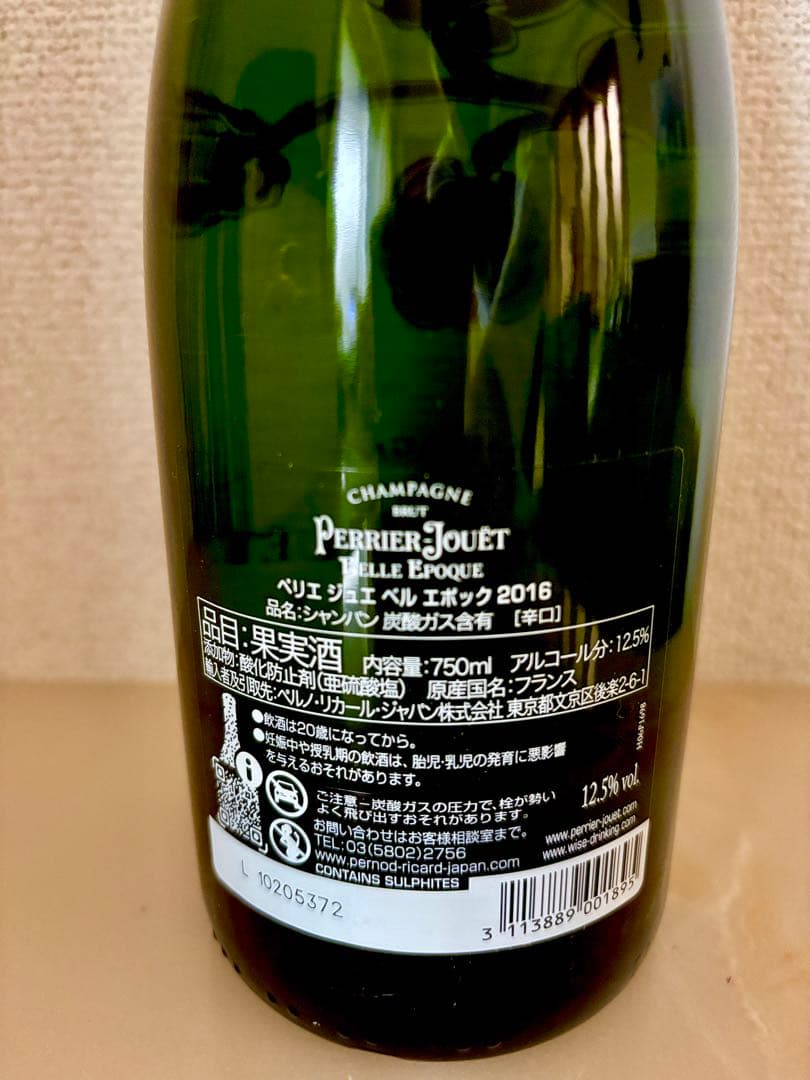 CHAMPAGNE
BRUT
PERRIER-JOUËT
BELLE EPOQUE
ペリエ ジュエ ベル エポック 2016
品名:シャンパン 炭酸ガス含有 [辛口]
品目:果実酒 内容量:750ml アルコール分:12.5%
添加物:酸化防止剤(亜硫酸塩) 原産国名:フランス
輸入者及引取先:ペルノ・リカール・ジャパン株式会社 東京都文京区後楽2-6-1
●飲酒は20歳になってから。
●妊娠中や授乳期の飲酒は、胎児・乳児の発育に悪影響
を与えるおそれがあります。
ご注意－炭酸ガスの圧力で、栓が勢い
よく飛び出すおそれがあります。
お問い合わせはお客様相談室まで。
TEL:03(5802)2756
www.pernod-ricard-japan.com
CONTAINS SULPHITES
12.5% vol.
www.perrier-jouet.com
www.wise-drinking.com
L 10205372
3 113889 001895